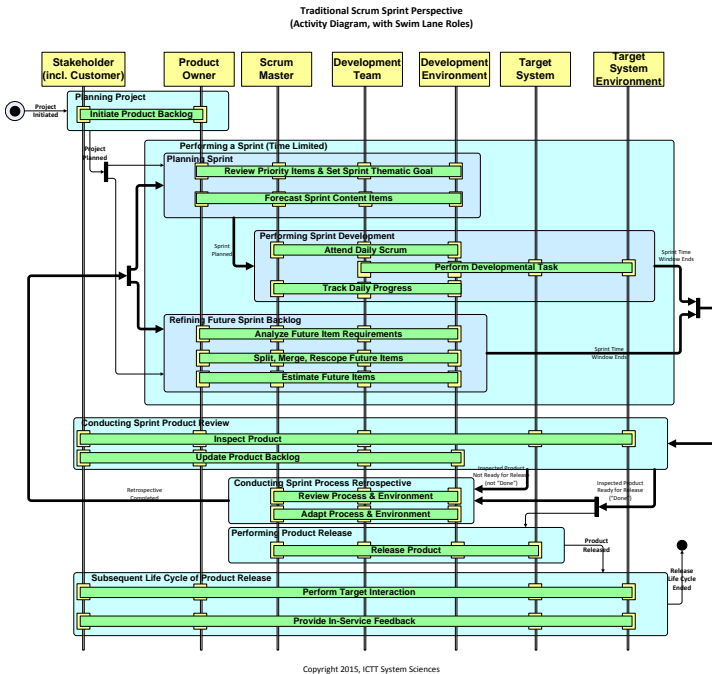 Traditional Scrum Sprint Perspective
(Activity Diagram, with Swim Lane Roles)
Stakeholder
(incl. Customer)
Product
Owner
Scrum
Master
Development
Team
Development
Environment
Target
System
Target
System
Environment
Planning Project
Project
Initiated
Initiate Product Backlog
Project
Planned
Performing a Sprint (Time Limited)
Planning Sprint
Review Priority Items & Set Sprint Thematic Goal
Forecast Sprint Content Items
Sprint
Planned
Performing Sprint Development
Attend Daily Scrum
Perform Developmental Task
Track Daily Progress
Sprint Time
Window Ends
Refining Future Sprint Backlog
Analyze Future Item Requirements
Split, Merge, Rescope Future Items
Estimate Future Items
Sprint Time
Window Ends
Conducting Sprint Product Review
Inspect Product
Update Product Backlog
Inspected Product
Not Ready for Release
(not "Done")
Inspected Product
Ready for Release
("Done")
Conducting Sprint Process Retrospective
Review Process & Environment
Adapt Process & Environment
Retrospective
Completed
Performing Product Release
Release Product
Product
Released
Subsequent Life Cycle of Product Release
Perform Target Interaction
Provide In-Service Feedback
Release
Life Cycle
Ended
Copyright 2015, ICTT System Sciences